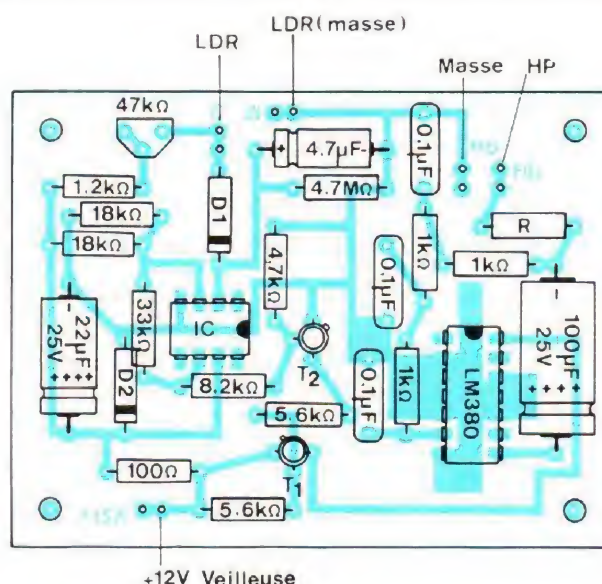 LDR(masse)
LDR
Masse HP
47kΩ
0.1µF
+ 4.7µF-
1.2kΩ
4.7MΩ
18kΩ
D1
R
18kΩ
4,7kΩ
1kΩ
1kΩ
0.1µF
33kΩ
IC
22µF
25V
- + + + +
100µF
25V
- + + + +
T2
LM380
D2
8.2kΩ
0.1µF
1kΩ
5.6kΩ
100Ω
T1
5.6kΩ
+12V Veilleuse